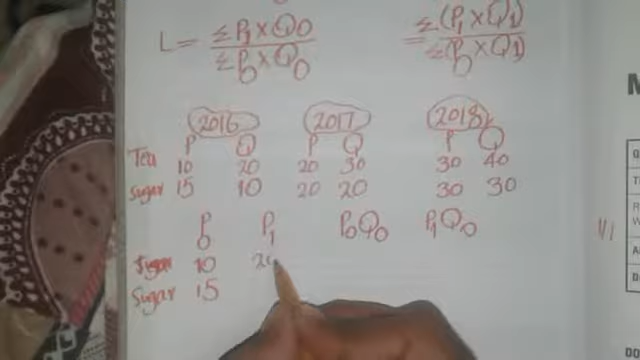 L = ΣP₁×Q0 / ΣP0×Q0 = Σ(P₁×Q₁) / Σ(P0×Q₁)
2016 2017 2018
P Q P Q P Q
Tea 10 20 20 30 30 40
Sugar 15 10 20 20 30 30
P0 P₁ P0Q0 P₁Q0
10 20
Sugar 15